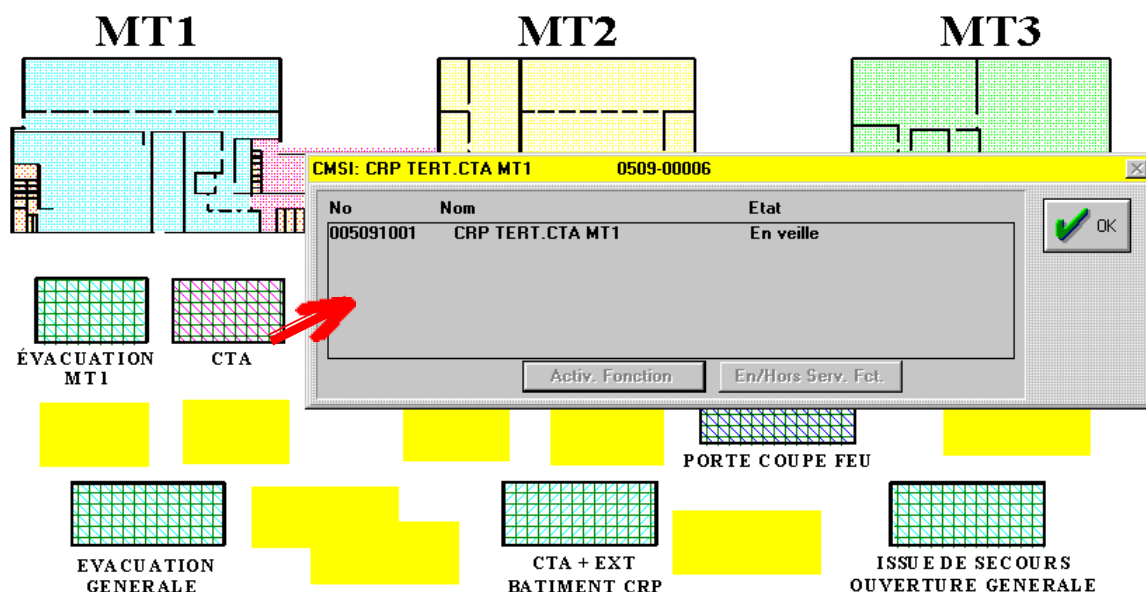 MT1 MT2 MT3
CMSI: CRP TERT.CTA MT1 0509-00006
No Nom Etat
005091001 CRP TERT.CTA MT1 En veille
OK
Activ. Fonction En/Hors Serv. Fct.
ÉVACUATION
MT1
CTA
PORTE COUPE FEU
EVACUATION
GENERALE
CTA + EXT
BATIMENT CRP
ISSUE DE SECOURS
OUVERTURE GENERALE